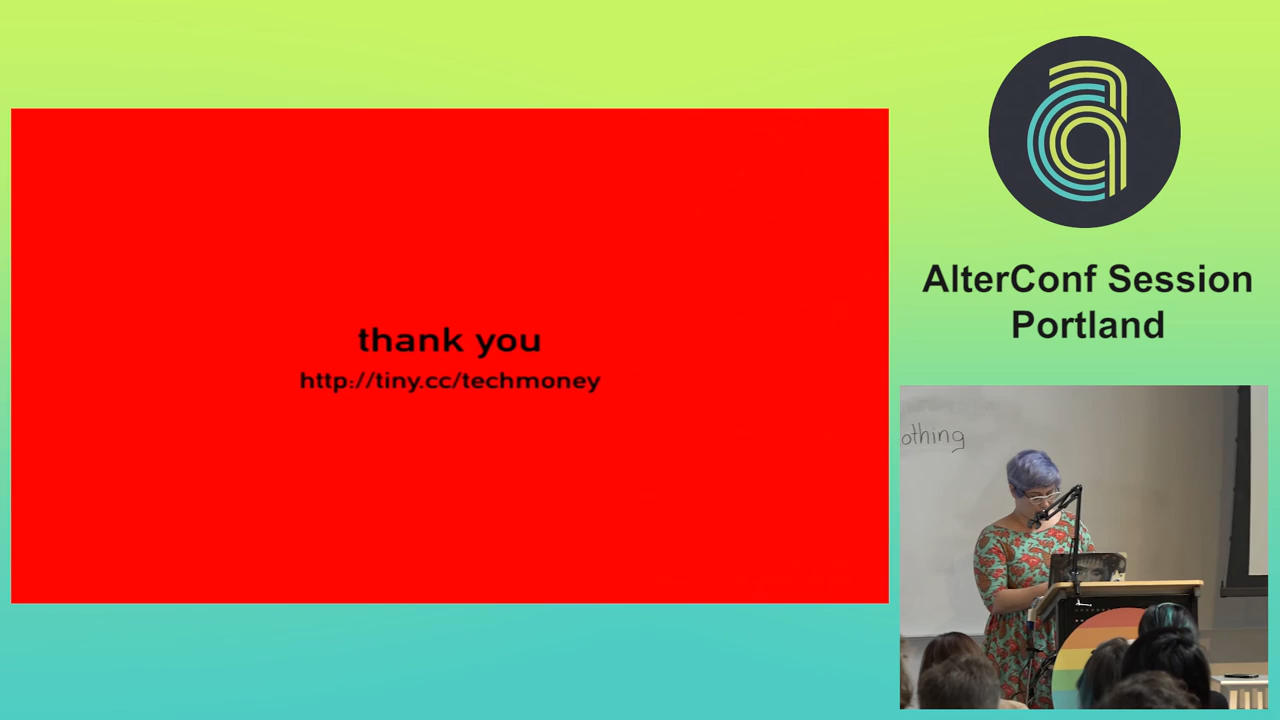 thank you
http://tiny.cc/techmoney
AlterConf Session
Portland
othing